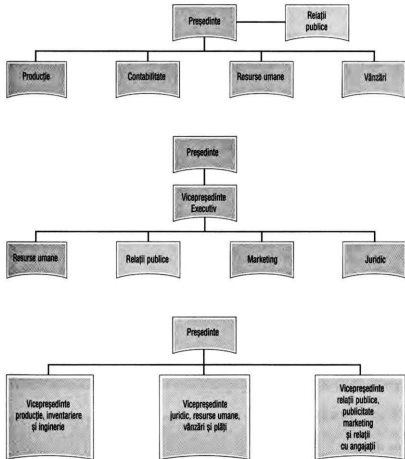 Președinte
Relații
publice
Producție
Contabilitate
Resurse umane
Vânzări
Președinte
Vicepreședinte
Executiv
Resurse umane
Relații publice
Marketing
Juridic
Președinte
Vicepreședinte
producție, inventariere
și inginerie
Vicepreședinte
juridic, resurse umane,
vânzări și plăți
Vicepreședinte
relații publice,
publicitate
marketing
și relații
cu angajații